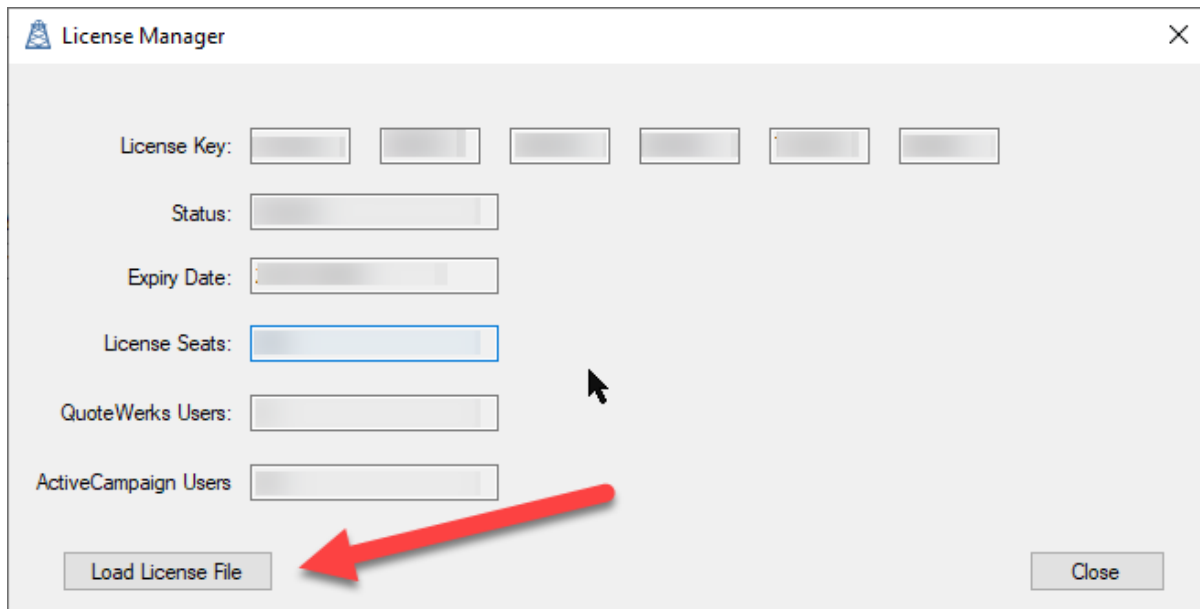 License Manager
License Key:
Status:
Expiry Date:
License Seats:
QuoteWerks Users:
ActiveCampaign Users
Load License File
Close